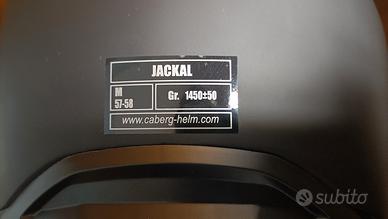 JACKAL
M
57-58
Gr. 1450±50
www.caberg-helm.com
subito